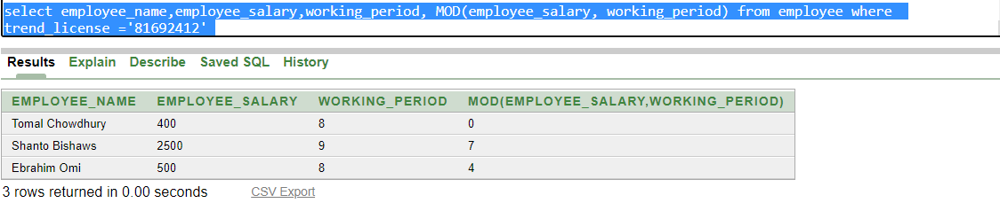 select employee_name,employee_salary,working_period, MOD(employee_salary, working_period) from employee where
trend_license ='81692412'
Results Explain Describe Saved SQL History
EMPLOYEE_NAME EMPLOYEE_SALARY WORKING_PERIOD MOD(EMPLOYEE_SALARY,WORKING_PERIOD)
Tomal Chowdhury 400 8 0
Shanto Bishaws 2500 9 7
Ebrahim Omi 500 8 4
3 rows returned in 0.00 seconds CSV Export